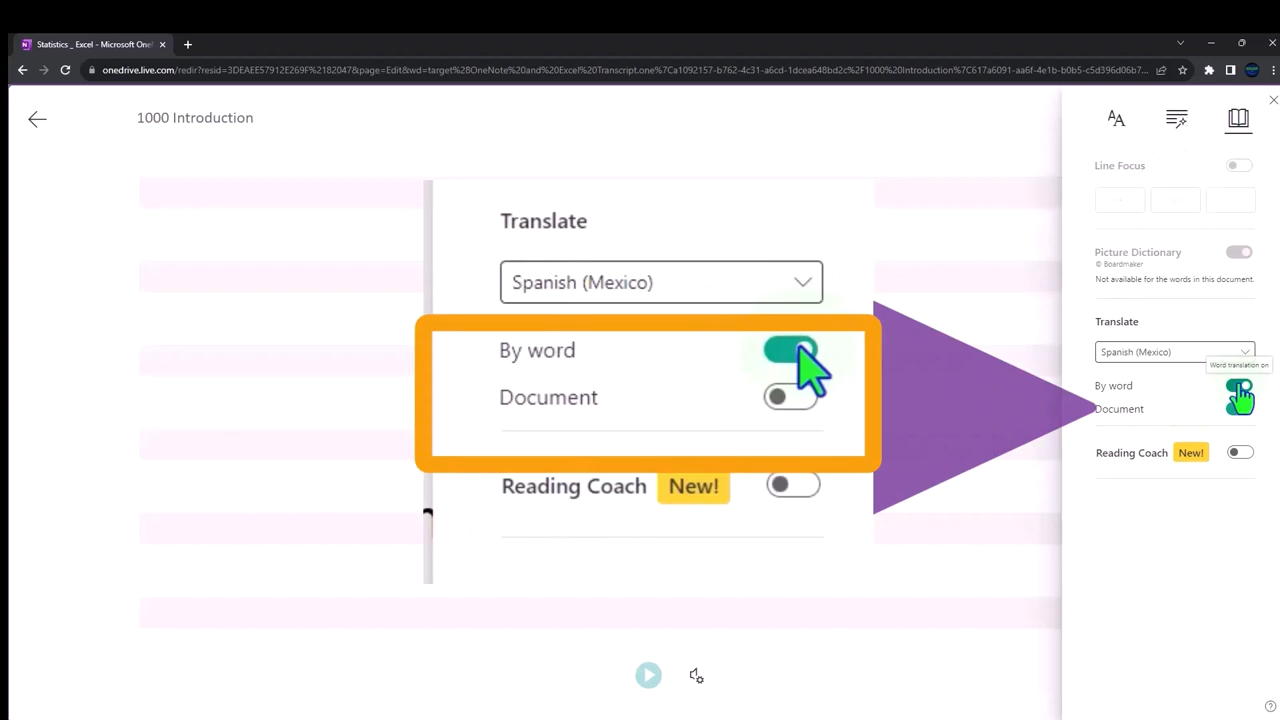 Statistics _ Excel - Microsoft OneN
onedrive.live.com/redir?resid=3DEAEE57912E269F%2182047&page=Edit&wd=target%28OneNote%20and%20Excel%20Transcript.one%7Ca1092157-b762-4c31-a6cd-1dcea648bd2c%2F1000%20Introduction%7C617a6091-aa6f-4e1b-b0b5-c5d396d06b7...
1000 Introduction
Translate
Spanish (Mexico)
By word
Document
Reading Coach New!
Line Focus
Picture Dictionary
© Boardmaker
Not available for the words in this document.
Translate
Spanish (Mexico)
Word translation on
By word
Document
Reading Coach New!